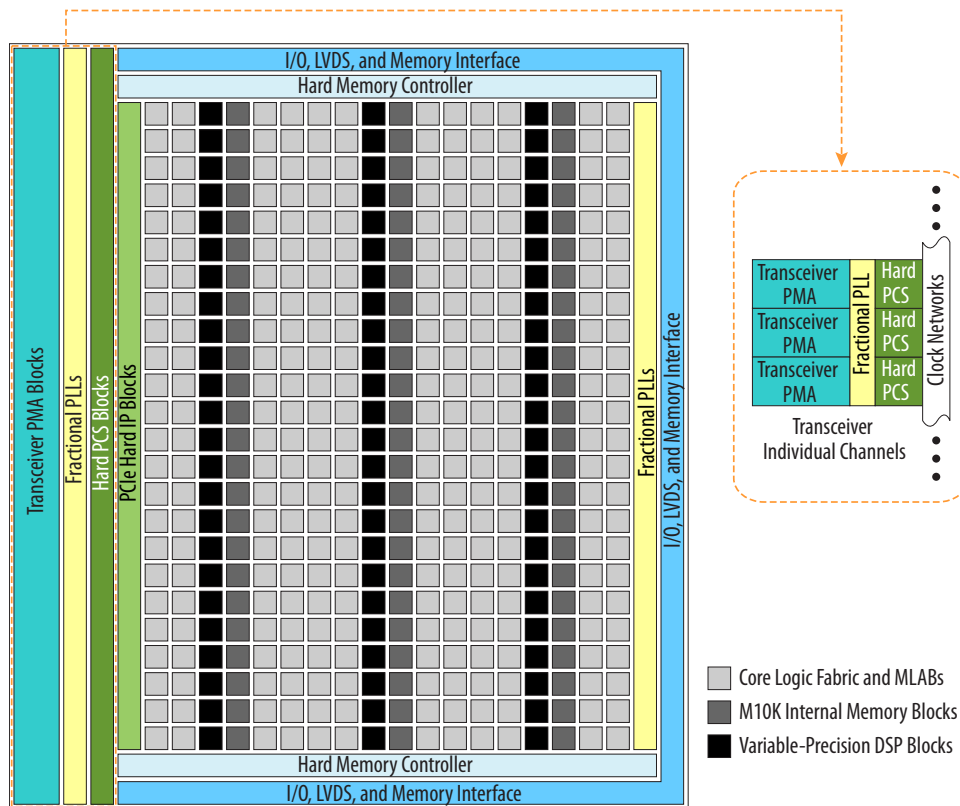 I/O, LVDS, and Memory Interface
Hard Memory Controller
Transceiver PMA Blocks
Fractional PLLs
Hard PCS Blocks
PCIe Hard IP Blocks
Fractional PLLs
I/O, LVDS, and Memory Interface
Hard Memory Controller
I/O, LVDS, and Memory Interface
Transceiver
PMA
Transceiver
PMA
Transceiver
PMA
Fractional PLL
Hard
PCS
Hard
PCS
Hard
PCS
Clock Networks
Transceiver
Individual Channels
Core Logic Fabric and MLABs
M10K Internal Memory Blocks
Variable-Precision DSP Blocks